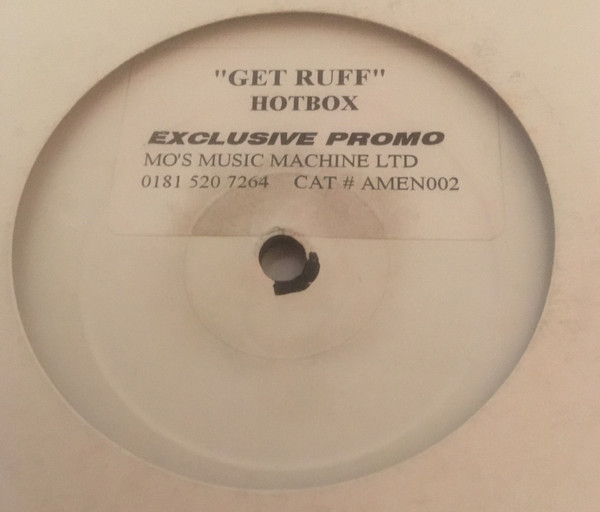 "GET RUFF"
HOTBOX
EXCLUSIVE PROMO
MO'S MUSIC MACHINE LTD
0181 520 7264 CAT # AMEN002